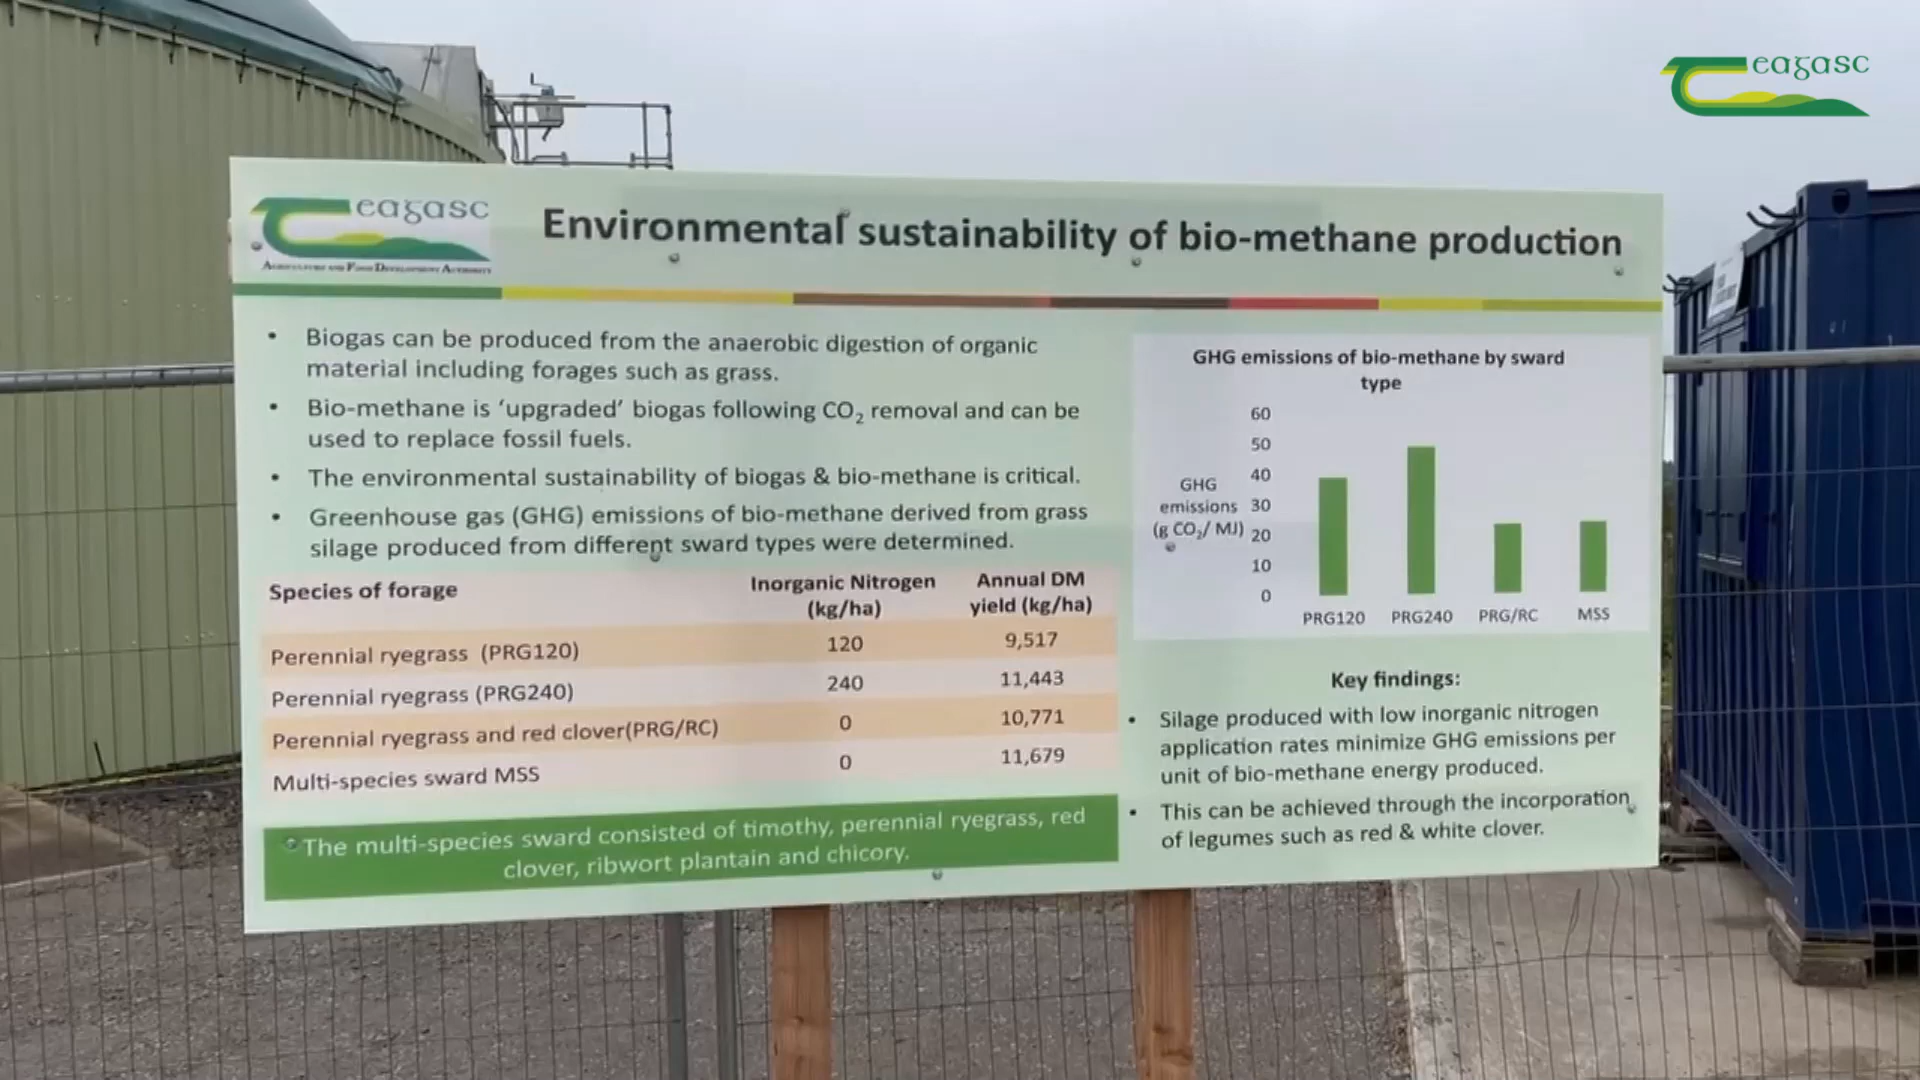 eagasc
eagasc
AGRICULTURE AND FOOD DEVELOPMENT AUTHORITY
Environmental sustainability of bio-methane production
• Biogas can be produced from the anaerobic digestion of organic
material including forages such as grass.
• Bio-methane is ‘upgraded’ biogas following CO₂ removal and can be
used to replace fossil fuels.
• The environmental sustainability of biogas & bio-methane is critical.
• Greenhouse gas (GHG) emissions of bio-methane derived from grass
silage produced from different sward types were determined.
Species of forage Inorganic Nitrogen (kg/ha) Annual DM yield (kg/ha)
Perennial ryegrass (PRG120) 120 9,517
Perennial ryegrass (PRG240) 240 11,443
Perennial ryegrass and red clover(PRG/RC) 0 10,771
Multi-species sward MSS 0 11,679
The multi-species sward consisted of timothy, perennial ryegrass, red
clover, ribwort plantain and chicory.
GHG emissions of bio-methane by sward
type
GHG
emissions
(g CO₂/ MJ)
60
50
40
30
20
10
0
PRG120 PRG240 PRG/RC MSS
Key findings:
• Silage produced with low inorganic nitrogen
application rates minimize GHG emissions per
unit of bio-methane energy produced.
• This can be achieved through the incorporation
of legumes such as red & white clover.